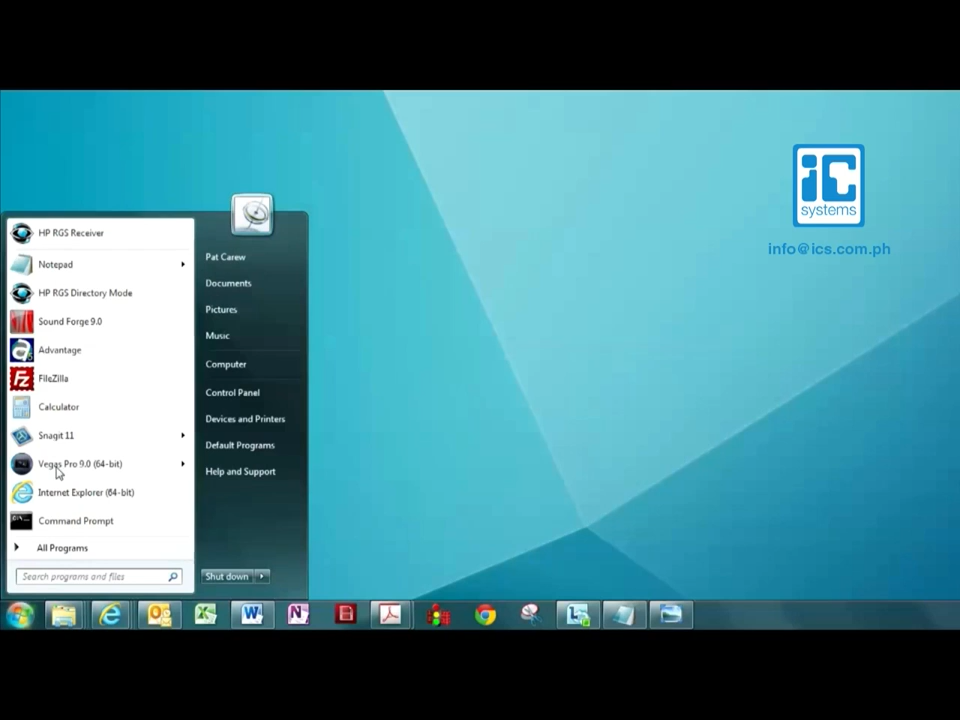 iC
systems
info@ics.com.ph
HP RGS Receiver
Notepad
HP RGS Directory Mode
Sound Forge 9.0
Advantage
FileZilla
Calculator
Snagit 11
Vegas Pro 9.0 (64-bit)
Internet Explorer (64-bit)
Command Prompt
All Programs
Search programs and files
Pat Carew
Documents
Pictures
Music
Computer
Control Panel
Devices and Printers
Default Programs
Help and Support
Shut down